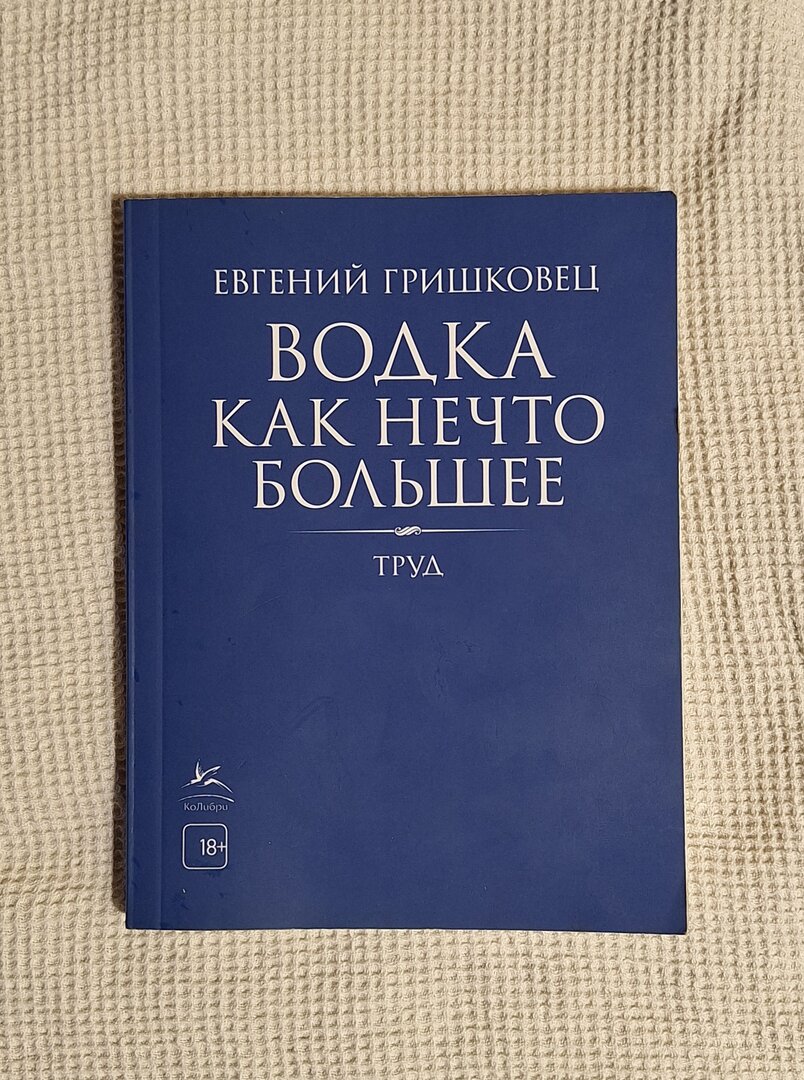 ЕВГЕНИЙ ГРИШКОВЕЦ
ВОДКА
КАК НЕЧТО
БОЛЬШЕЕ
ТРУД
КоЛибри
18+